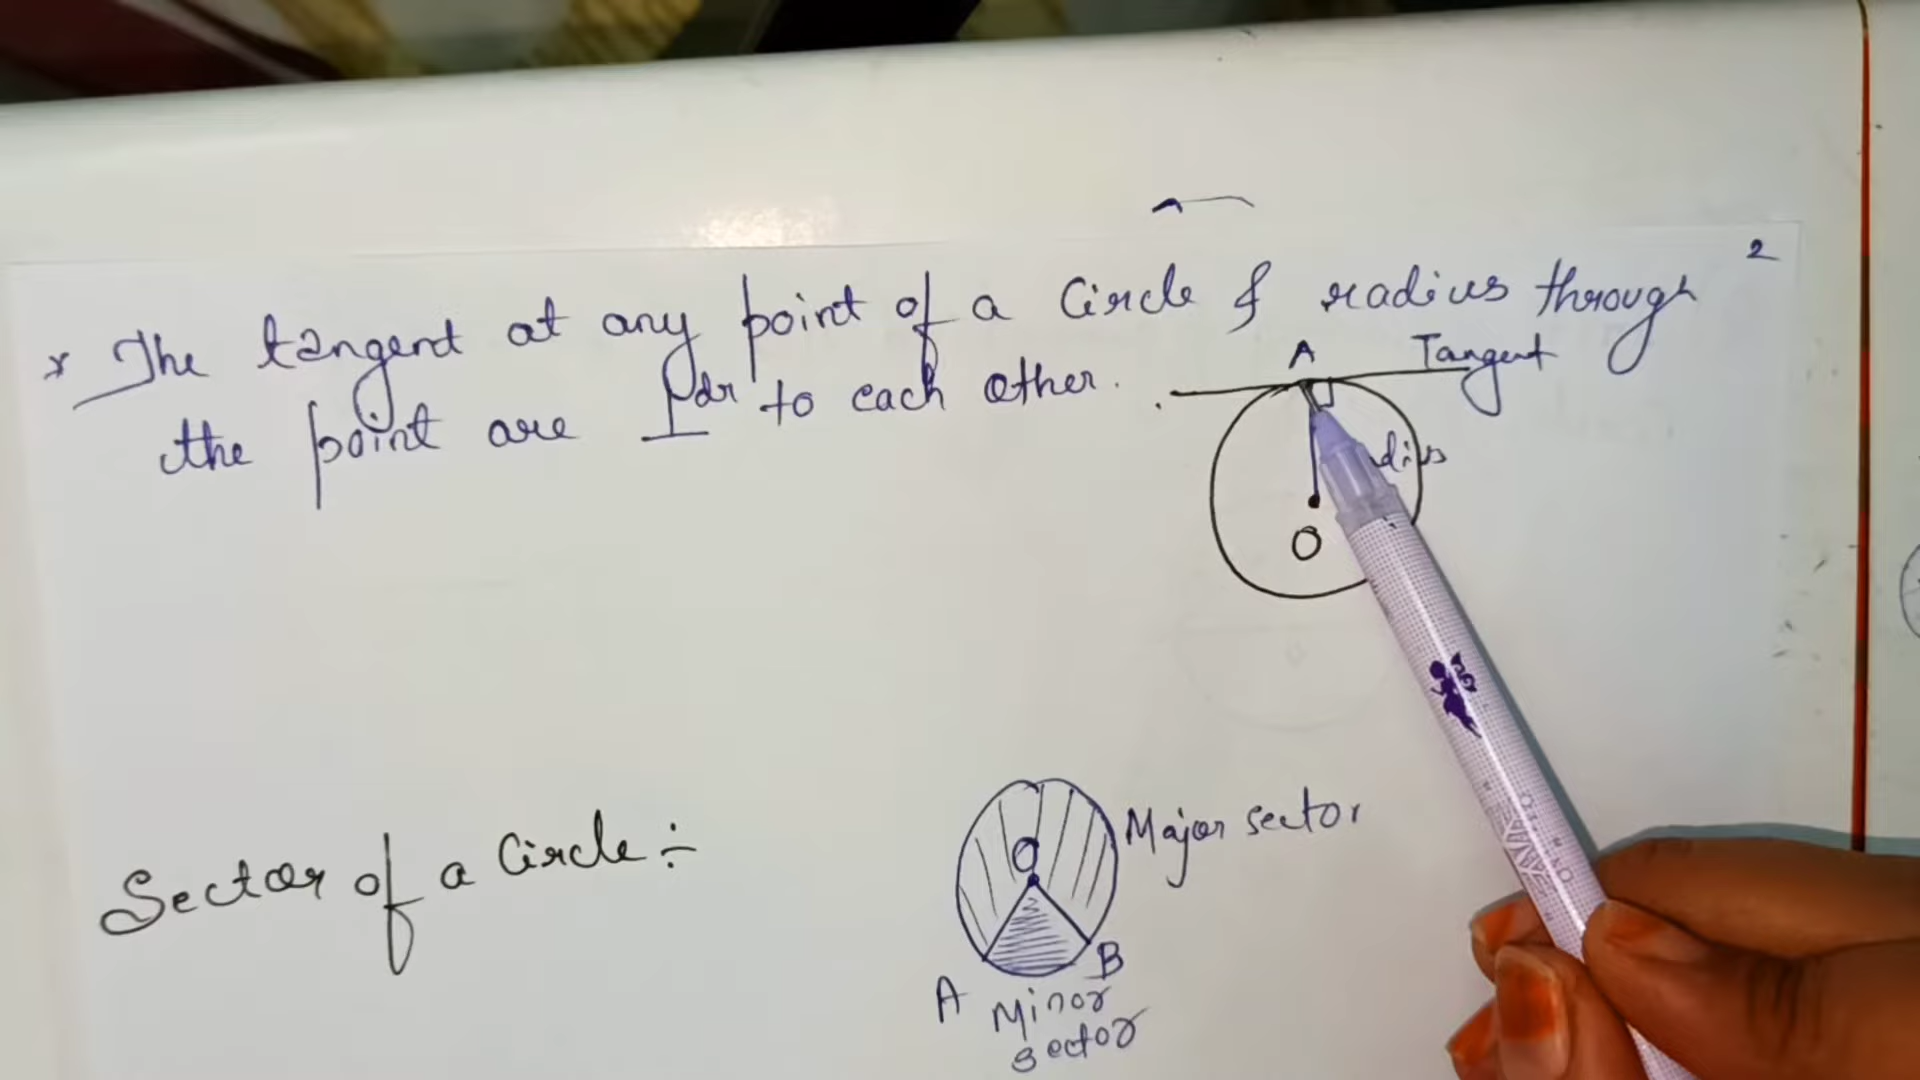 2
* The tangent at any point of a Circle & radius through
the point are ⊥dr to each other.
A
Tangent
O
Sector of a Circle :-
O
Major sector
A
B
Minor
sector